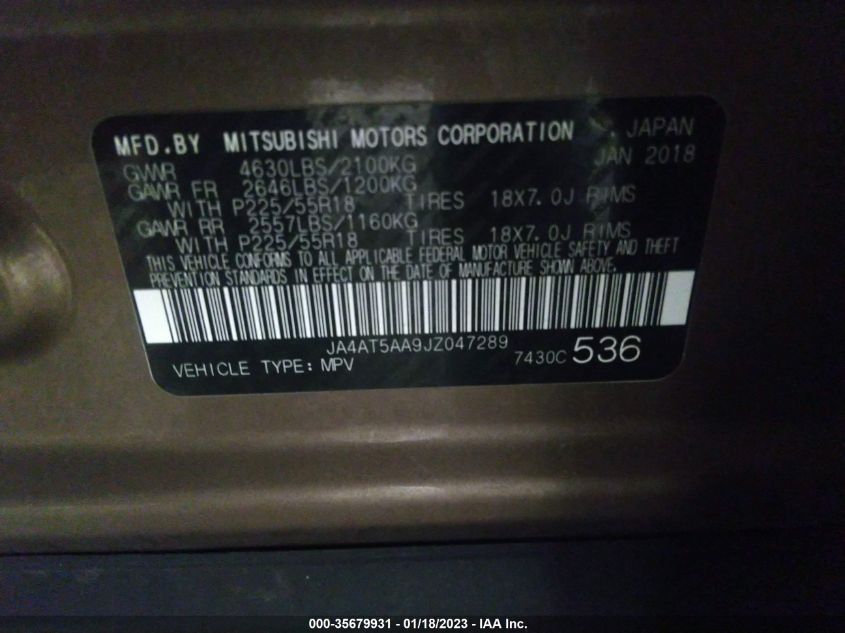 MFD.BY MITSUBISHI MOTORS CORPORATION JAPAN
GVWR 4630LBS/2100KG JAN 2018
GAWR FR 2646LBS/1200KG
WITH P225/55R18 TIRES 18X7.0J RIMS
GAWR RR 2557LBS/1160KG
WITH P225/55R18 TIRES 18X7.0J RIMS
THIS VEHICLE CONFORMS TO ALL APPLICABLE FEDERAL MOTOR VEHICLE SAFETY AND THEFT
PREVENTION STANDARDS IN EFFECT ON THE DATE OF MANUFACTURE SHOWN ABOVE.
JA4AT5AA9JZ047289
VEHICLE TYPE: MPV 7430C 536
000-35679931 - 01/18/2023 - IAA Inc.